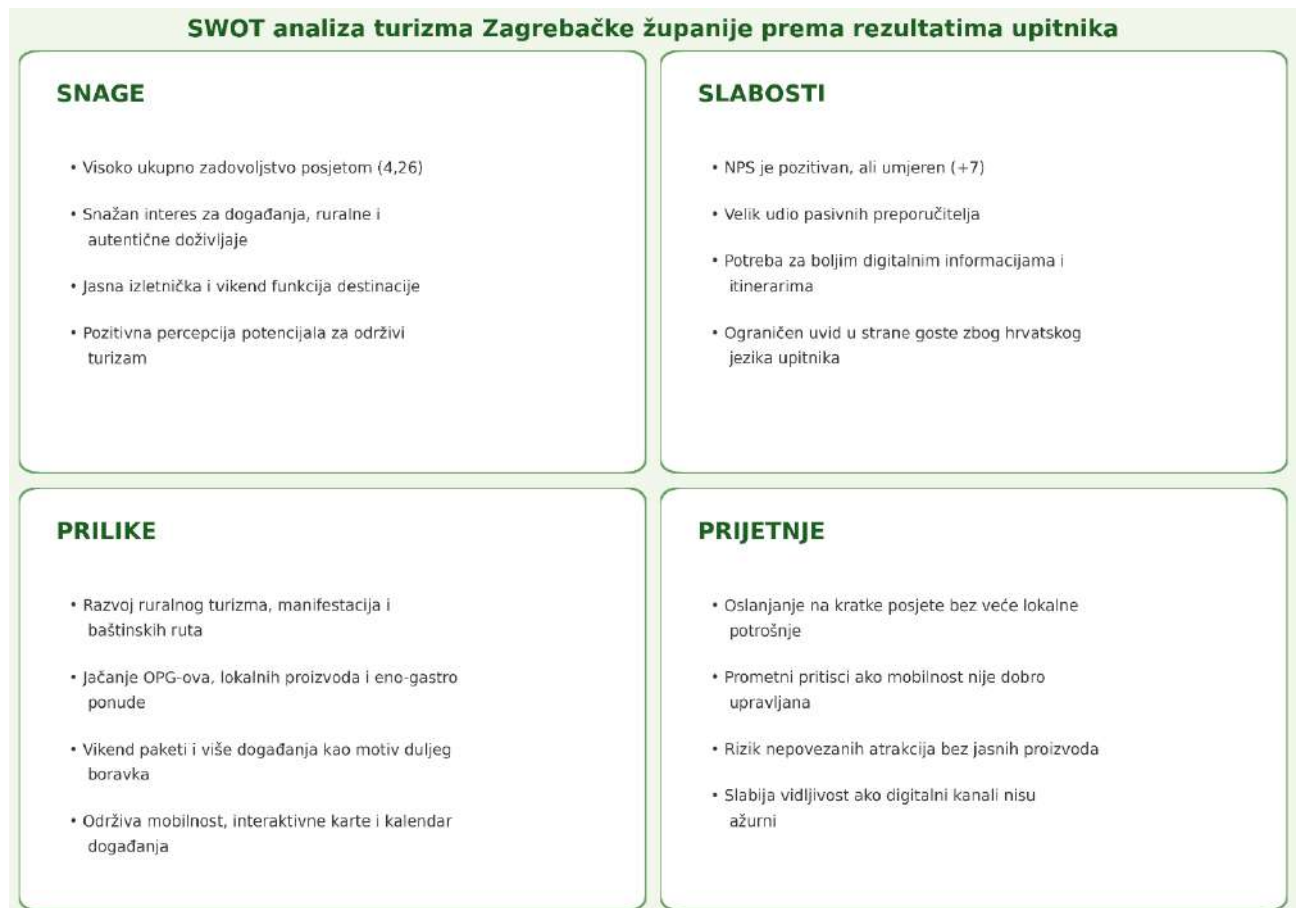 SWOT analiza turizma Zagrebačke županije prema rezultatima upitnika
SNAGE
• Visoko ukupno zadovoljstvo posjetom (4,26)
• Snažan interes za događanja, ruralne i
autentične doživljaje
• Jasna izletnička i vikend funkcija destinacije
• Pozitivna percepcija potencijala za održivi
turizam
SLABOSTI
• NPS je pozitivan, ali umjeren (+7)
• Velik udio pasivnih preporučitelja
• Potreba za boljim digitalnim informacijama i
itinerarima
• Ograničen uvid u strane goste zbog hrvatskog
jezika upitnika
PRILIKE
• Razvoj ruralnog turizma, manifestacija i
baštinskih ruta
• Jačanje OPG-ova, lokalnih proizvoda i eno-gastro
ponude
• Vikend paketi i više događanja kao motiv duljeg
boravka
• Održiva mobilnost, interaktivne karte i kalendar
događanja
PRIJETNJE
• Oslanjanje na kratke posjete bez veće lokalne
potrošnje
• Prometni pritisci ako mobilnost nije dobro
upravljana
• Rizik nepovezanih atrakcija bez jasnih proizvoda
• Slabija vidljivost ako digitalni kanali nisu
ažurni